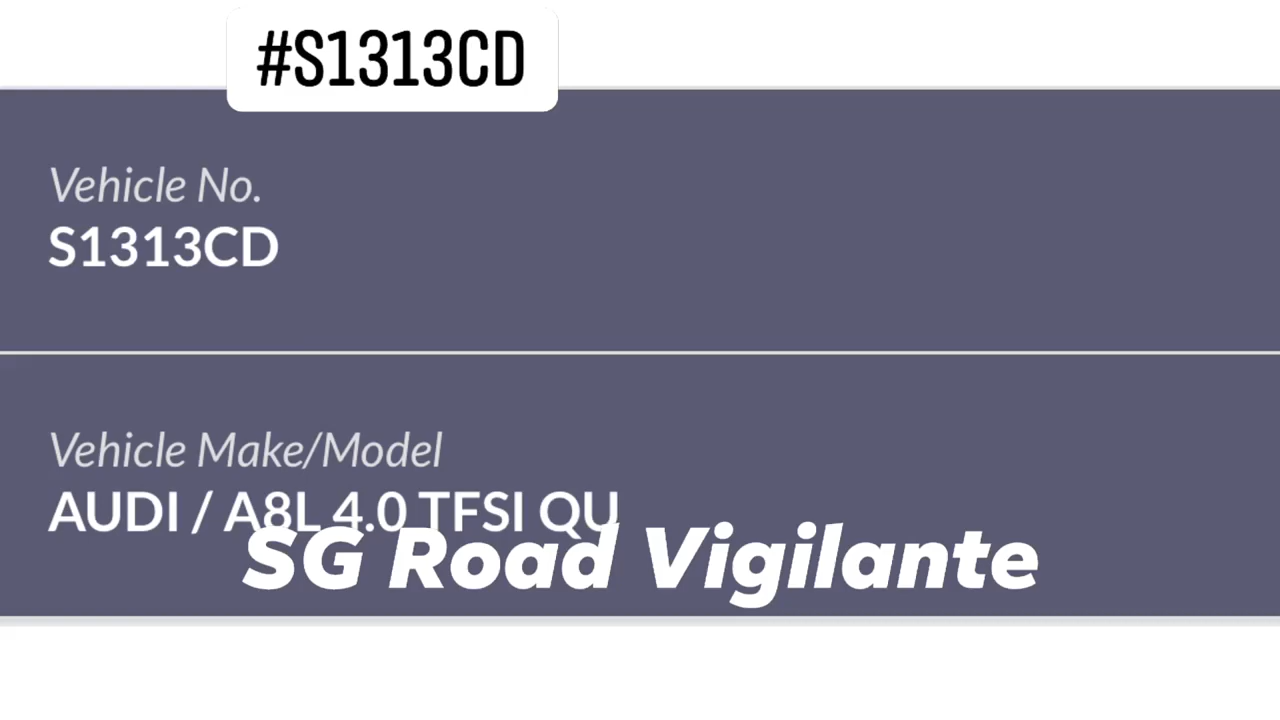 #S1313CD
Vehicle No.
S1313CD
Vehicle Make/Model
AUDI / A8L 4.0 TFSI QU
SG Road Vigilante